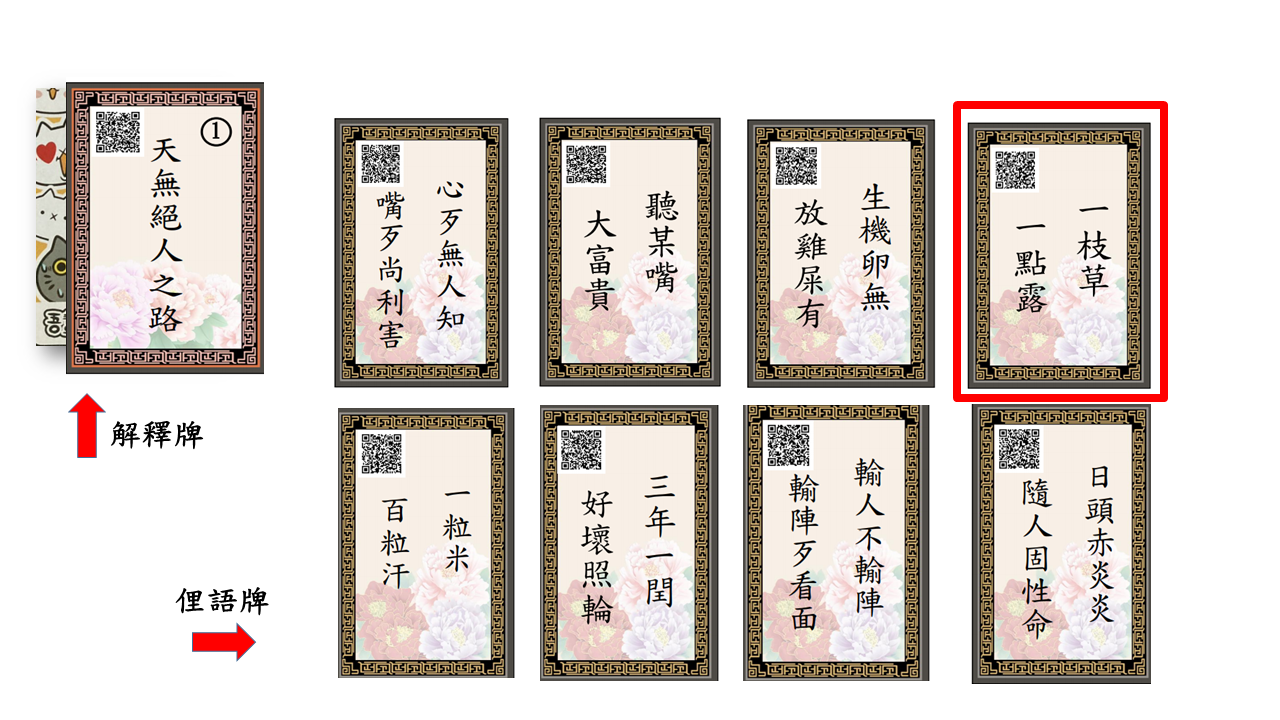 ①
天無絕人之路
解釋牌
俚語牌
心歹無人知
嘴歹尚利害
聽某嘴
大富貴
生機卵無
放雞屎有
一枝草
一點露
一粒米
百粒汗
三年一閏
好壞照輪
輸人不輸陣
輸陣歹看面
日頭赤炎炎
隨人固性命